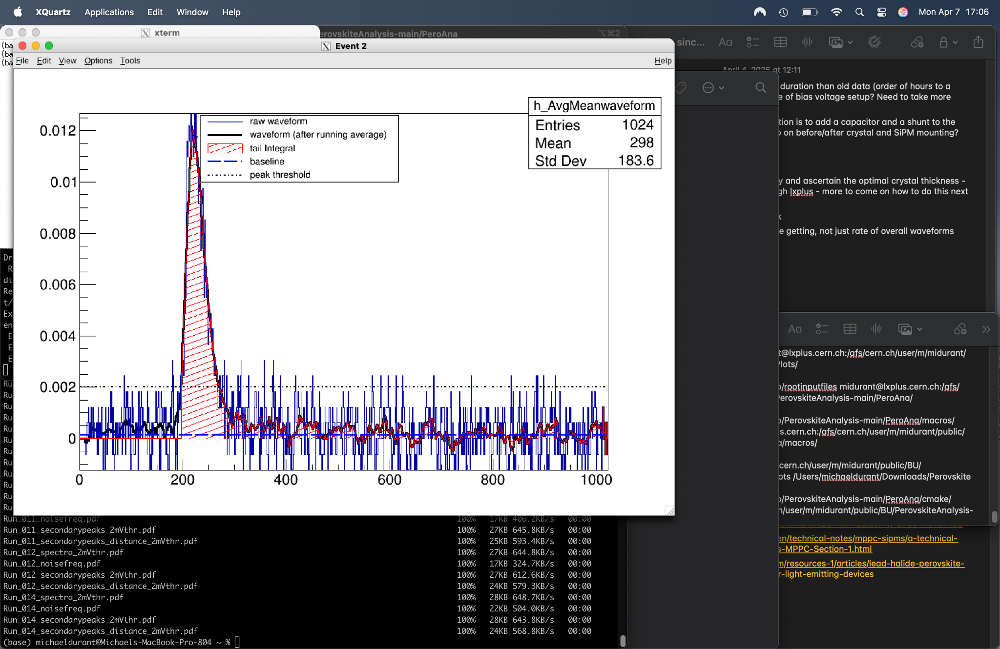 XQuartz Applications Edit Window Help Mon Apr 7 17:06
xterm
erovskiteAnalysis-main/PeroAna ⌥⌘2
(ba
(ba
(ba
Event 2
File Edit View Options Tools Help
h_AvgMeanwaveform
Entries 1024
Mean 298
Std Dev 183.6
raw waveform
waveform (after running average)
tail Integral
baseline
peak threshold
0.012
0.01
0.008
0.006
0.004
0.002
0
0 200 400 600 800 1000
Dr
R
di
Re
t/
Ex
en
E
E
E
Ru
Ru
Ru
Ru
Ru
Ru
Ru
Ru
Ru
Ru
Ru
Ru
Run_011_noisefreq.pdf 100% 17KB 406.2KB/s 00:00
Run_011_secondarypeaks_2mVthr.pdf 100% 27KB 645.8KB/s 00:00
Run_011_secondarypeaks_distance_2mVthr.pdf 100% 25KB 593.4KB/s 00:00
Run_012_spectra_2mVthr.pdf 100% 27KB 644.8KB/s 00:00
Run_012_noisefreq.pdf 100% 17KB 324.7KB/s 00:00
Run_012_secondarypeaks_2mVthr.pdf 100% 27KB 612.6KB/s 00:00
Run_012_secondarypeaks_distance_2mVthr.pdf 100% 24KB 579.3KB/s 00:00
Run_014_spectra_2mVthr.pdf 100% 28KB 648.7KB/s 00:00
Run_014_noisefreq.pdf 100% 22KB 504.0KB/s 00:00
Run_014_secondarypeaks_2mVthr.pdf 100% 28KB 643.8KB/s 00:00
Run_014_secondarypeaks_distance_2mVthr.pdf 100% 24KB 568.8KB/s 00:00
(base) michaeldurant@Michaels-MacBook-Pro-804 ~ %
sinc... Aa
April 4, 2025 at 12:11
duration than old data (order of hours to a
e of bias voltage setup? Need to take more
tion is to add a capacitor and a shunt to the
on before/after crystal and SiPM mounting?
y and ascertain the optimal crystal thickness -
gh lxplus - more to come on how to do this next
k
e getting, not just rate of overall waveforms
Aa
t@lxplus.cern.ch:/afs/cern.ch/user/m/midurant/
Plots/
o/rootinputfiles midurant@lxplus.cern.ch:/afs/
PerovskiteAnalysis-main/PeroAna/
o/PerovskiteAnalysis-main/PeroAna/macros/
s.cern.ch:/afs/cern.ch/user/m/midurant/public/
a/macros/
cern.ch/user/m/midurant/public/BU/
ots /Users/michaeldurant/Downloads/Perovskite
o/PerovskiteAnalysis-main/PeroAna/cmake/
h/user/m/midurant/public/BU/PerovskiteAnalysis-
en/technical-notes/mppc-sipms/a-technical-
s-MPPC-Section-1.html
m/resources-1/articles/lead-halide-perovskite-
r-light-emitting-devices